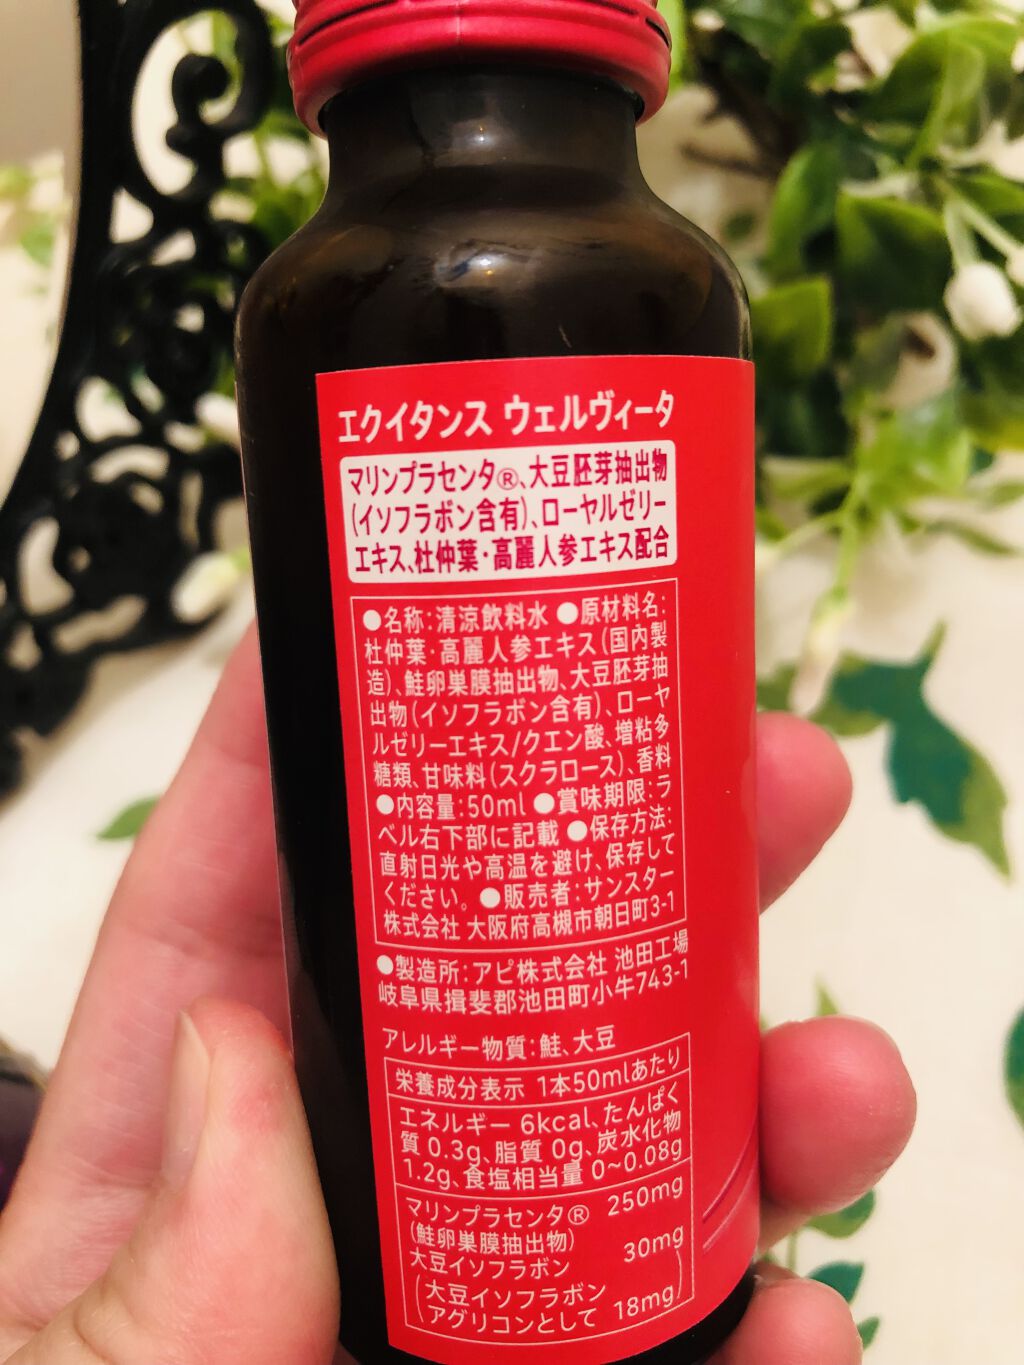 エクイタンス ウェルヴィータ
マリンプラセンタ®、大豆胚芽抽出物
(イソフラボン含有)、ローヤルゼリー
エキス、杜仲葉・高麗人参エキス配合
●名称:清涼飲料水 ●原材料名:
杜仲葉・高麗人参エキス(国内製
造)、鮭卵巣膜抽出物、大豆胚芽抽
出物(イソフラボン含有)、ローヤ
ルゼリーエキス/クエン酸、増粘多
糖類、甘味料(スクラロース)、香料
●内容量:50ml ●賞味期限:ラ
ベル右下部に記載 ●保存方法:
直射日光や高温を避け、保存して
ください。 ●販売者:サンスター
株式会社 大阪府高槻市朝日町3-1
●製造所:アピ株式会社 池田工場
岐阜県揖斐郡池田町小牛743-1
アレルギー物質:鮭、大豆
栄養成分表示 1本50mlあたり
エネルギー 6kcal、たんぱく
質 0.3g、脂質 0g、炭水化物
1.2g、食塩相当量 0~0.08g
マリンプラセンタ® 250mg
(鮭卵巣膜抽出物)
大豆イソフラボン 30mg
(大豆イソフラボン
アグリコンとして 18mg)